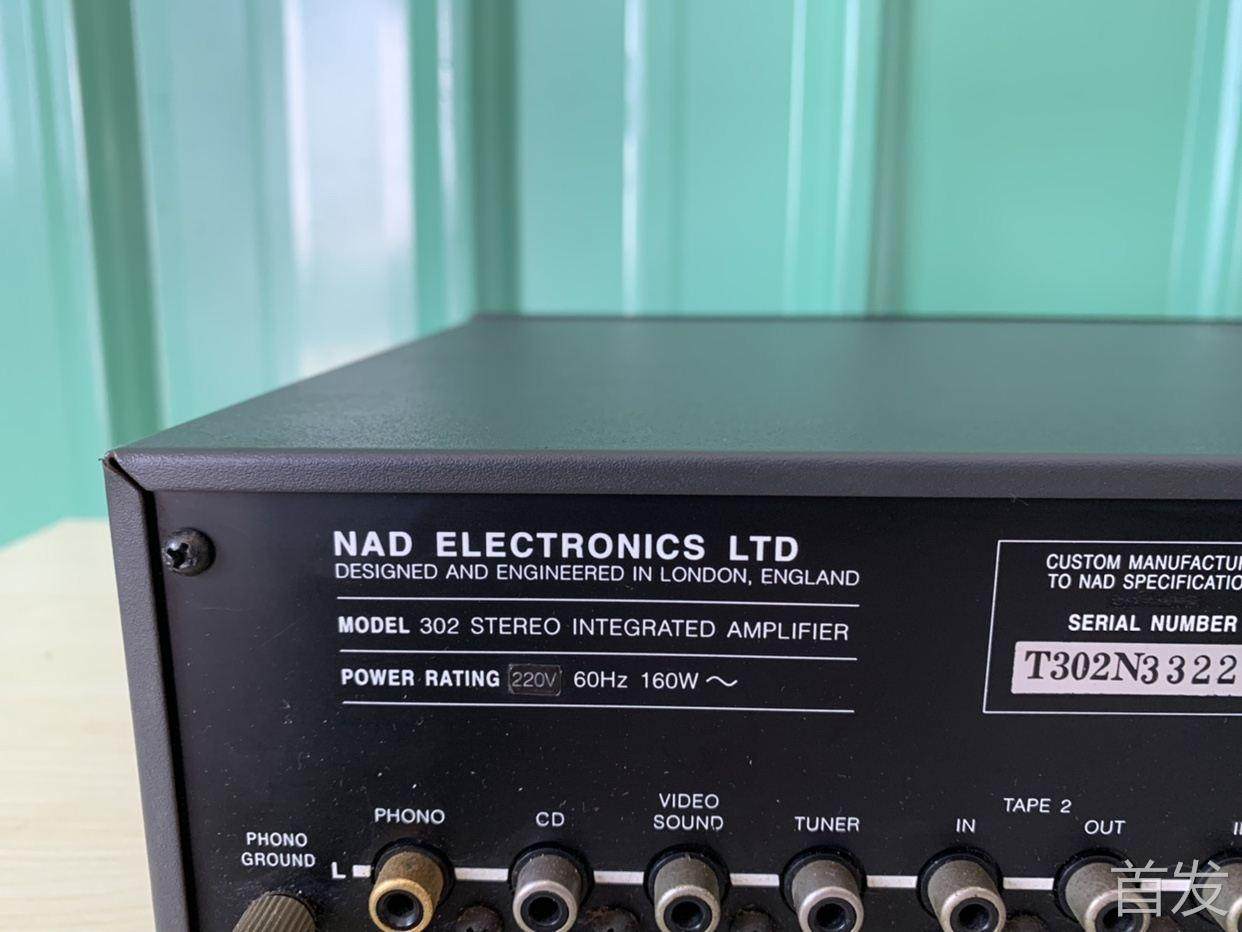 NAD ELECTRONICS LTD
DESIGNED AND ENGINEERED IN LONDON, ENGLAND
MODEL 302 STEREO INTEGRATED AMPLIFIER
POWER RATING 220V 60Hz 160W ～
CUSTOM MANUFACTU
TO NAD SPECIFICATIO
SERIAL NUMBER
T302N3322
PHONO
GROUND
PHONO
CD
VIDEO
SOUND
TUNER
TAPE 2
IN
OUT
L
首发